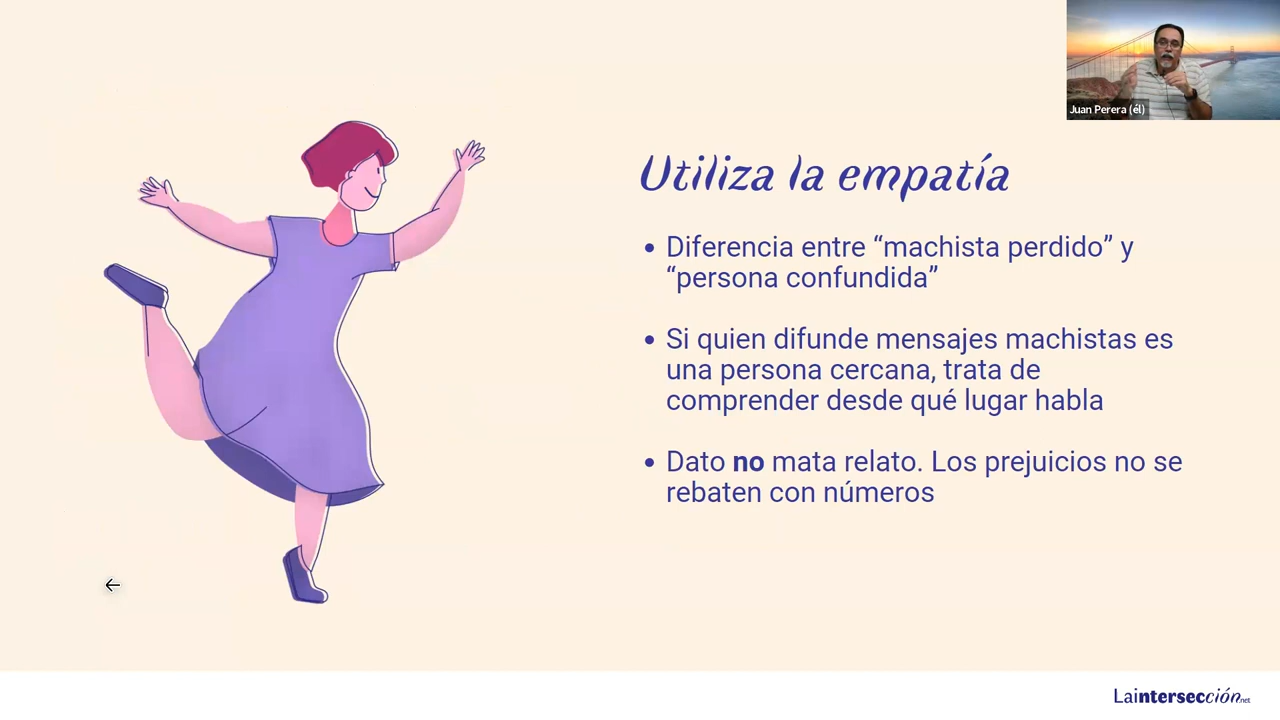 Juan Perera (él)
Utiliza la empatía
• Diferencia entre “machista perdido” y
“persona confundida”
• Si quien difunde mensajes machistas es
una persona cercana, trata de
comprender desde qué lugar habla
• Dato no mata relato. Los prejuicios no se
rebaten con números
Laintersección.net